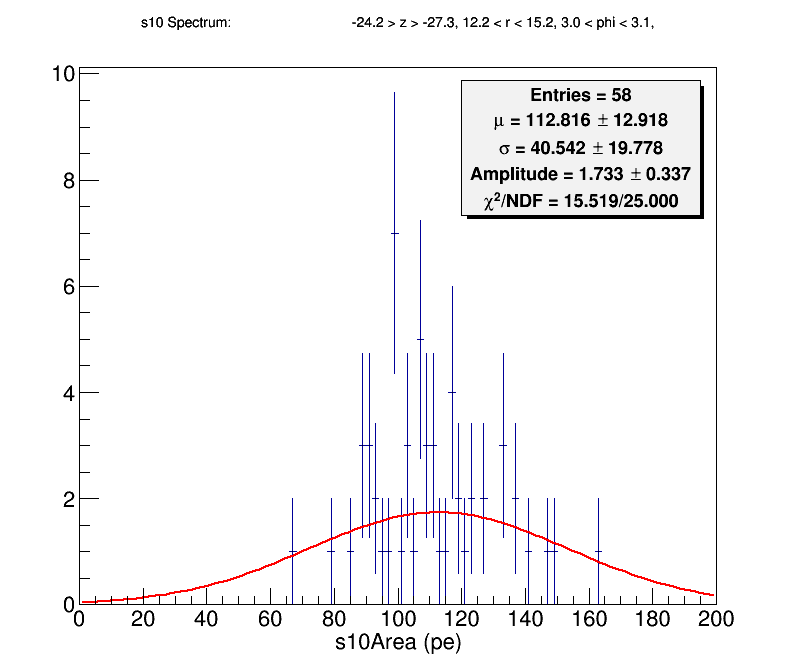 s10 Spectrum: -24.2 > z > -27.3, 12.2 < r < 15.2, 3.0 < phi < 3.1,
Entries = 58
μ = 112.816 ± 12.918
σ = 40.542 ± 19.778
Amplitude = 1.733 ± 0.337
χ²/NDF = 15.519/25.000
10
8
6
4
2
0
0 20 40 60 80 100 120 140 160 180 200
s10Area (pe)